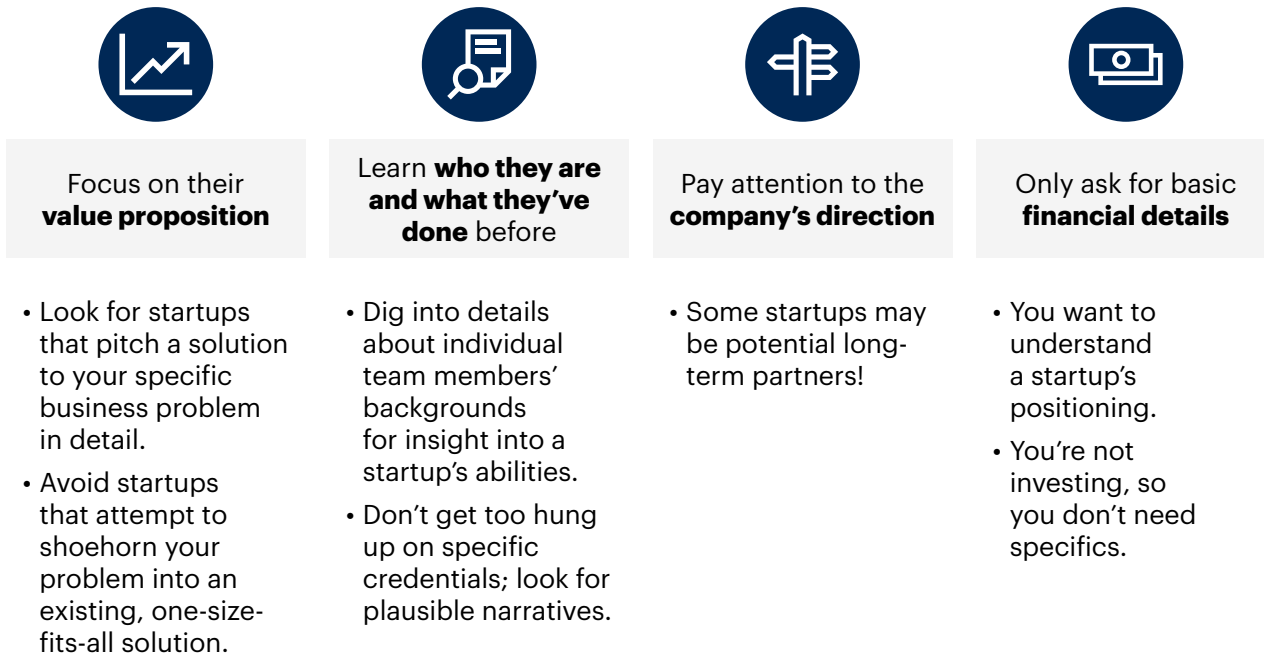 Focus on their
value proposition
Learn who they are
and what they’ve
done before
Pay attention to the
company’s direction
Only ask for basic
financial details
• Look for startups
that pitch a solution
to your specific
business problem
in detail.
• Avoid startups
that attempt to
shoehorn your
problem into an
existing, one-size-
fits-all solution.
• Dig into details
about individual
team members’
backgrounds
for insight into a
startup’s abilities.
• Don’t get too hung
up on specific
credentials; look for
plausible narratives.
• Some startups may
be potential long-
term partners!
• You want to
understand
a startup’s
positioning.
• You’re not
investing, so
you don’t need
specifics.